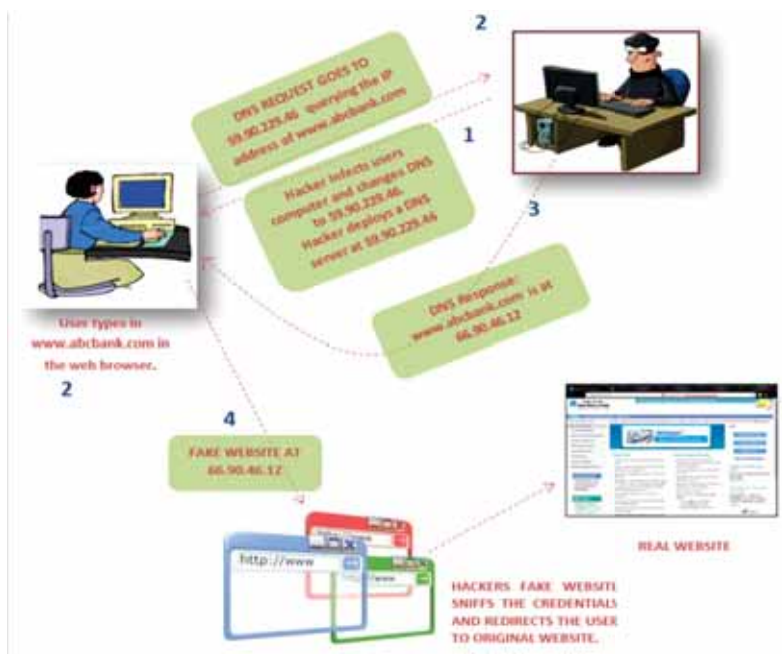 2
DNS REQUEST GOES TO
59.90.229.46 querying the IP
address of www.abcbank.com
1
Hacker infects users
computer and changes DNS
to 59.90.229.46.
Hacker deploys a DNS
server at 59.90.229.46
3
DNS Response:
www.abcbank.com is at
66.90.46.12
User types in
www.abcbank.com in
the web browser.
2
4
FAKE WEBSITE AT
66.90.46.12
http://www
REAL WEBSITE
HACKERS FAKE WEBSITE
SNIFFS THE CREDENTIALS
AND REDIRECTS THE USER
TO ORIGINAL WEBSITE.